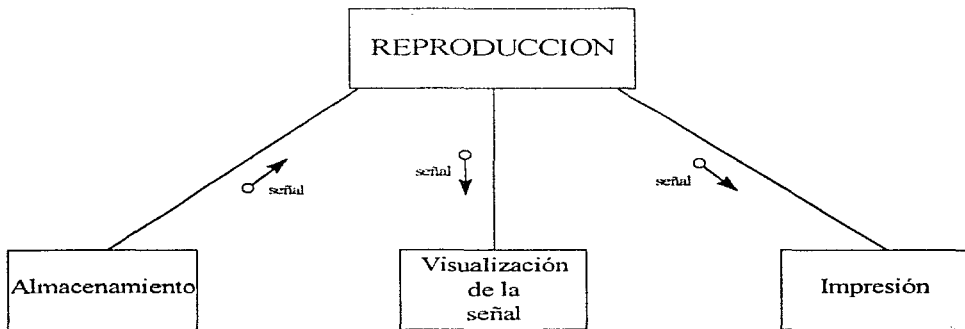 REPRODUCCION
señal
señal
señal
Almacenamiento
Visualización
de la
señal
Impresión